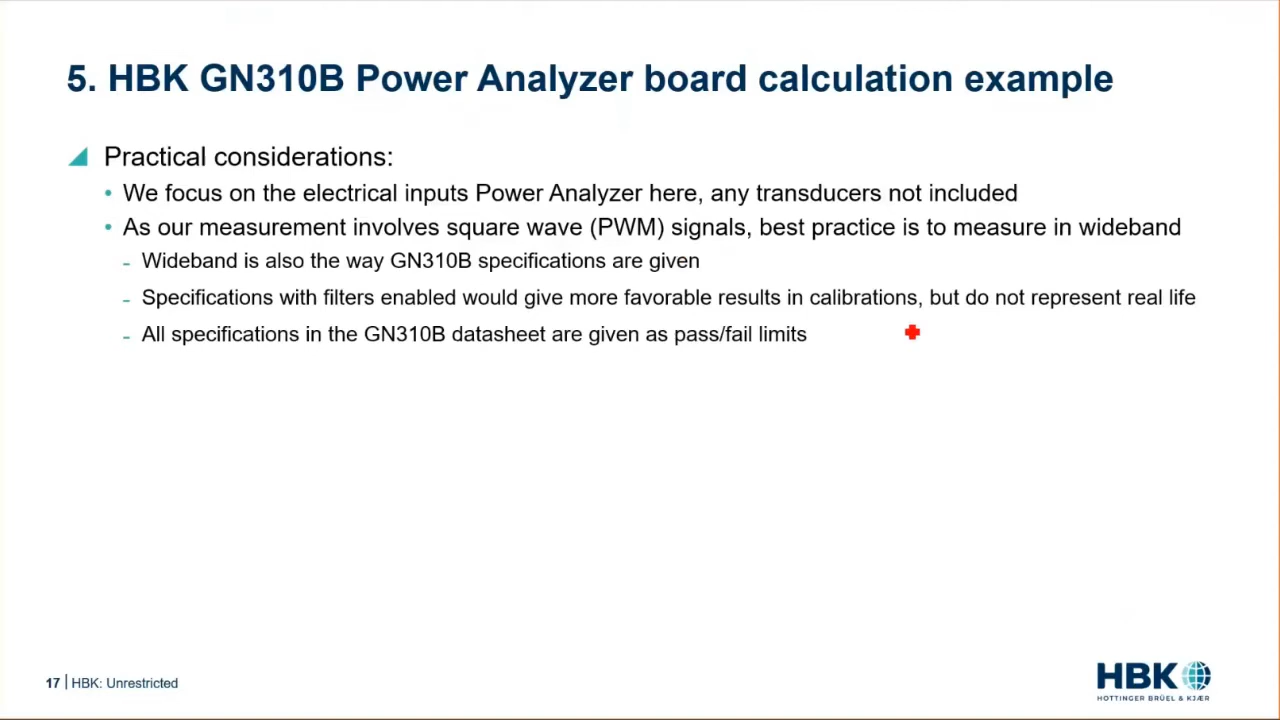 5. HBK GN310B Power Analyzer board calculation example
Practical considerations:
• We focus on the electrical inputs Power Analyzer here, any transducers not included
• As our measurement involves square wave (PWM) signals, best practice is to measure in wideband
- Wideband is also the way GN310B specifications are given
- Specifications with filters enabled would give more favorable results in calibrations, but do not represent real life
- All specifications in the GN310B datasheet are given as pass/fail limits
17 | HBK: Unrestricted
HBK
HOTTINGER BRÜEL & KJÆR